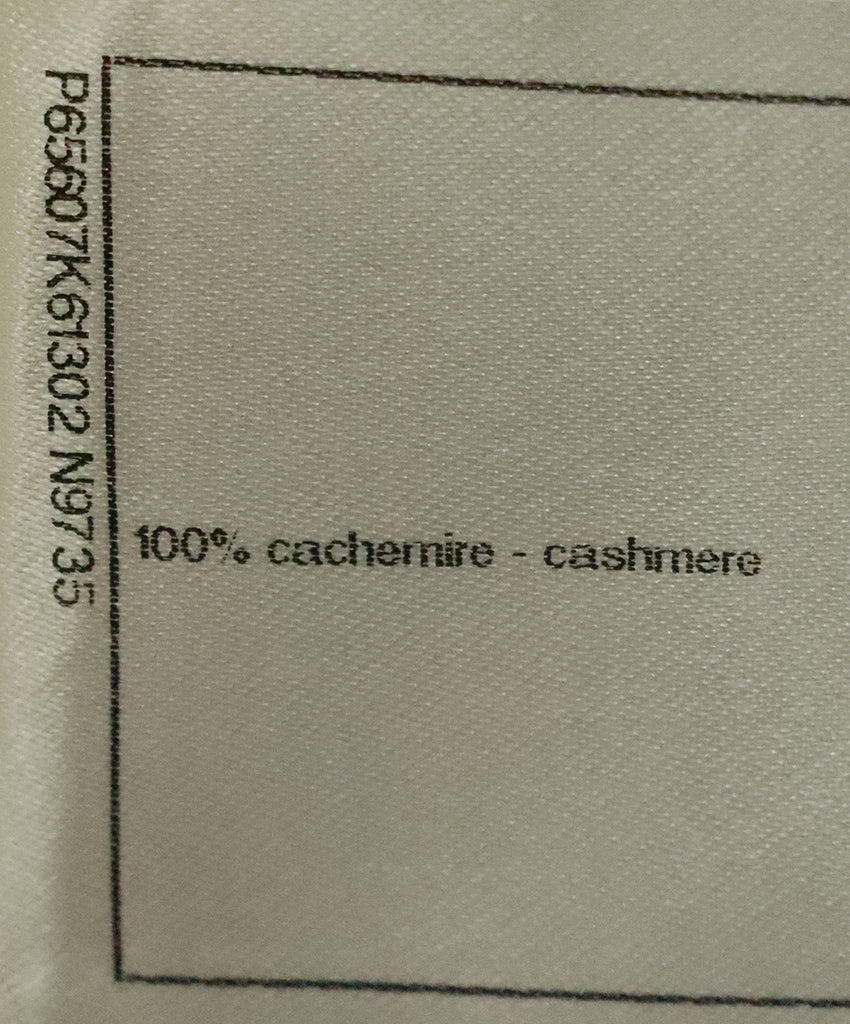 P65607K61302 N9735
100% cachemire - cashmere